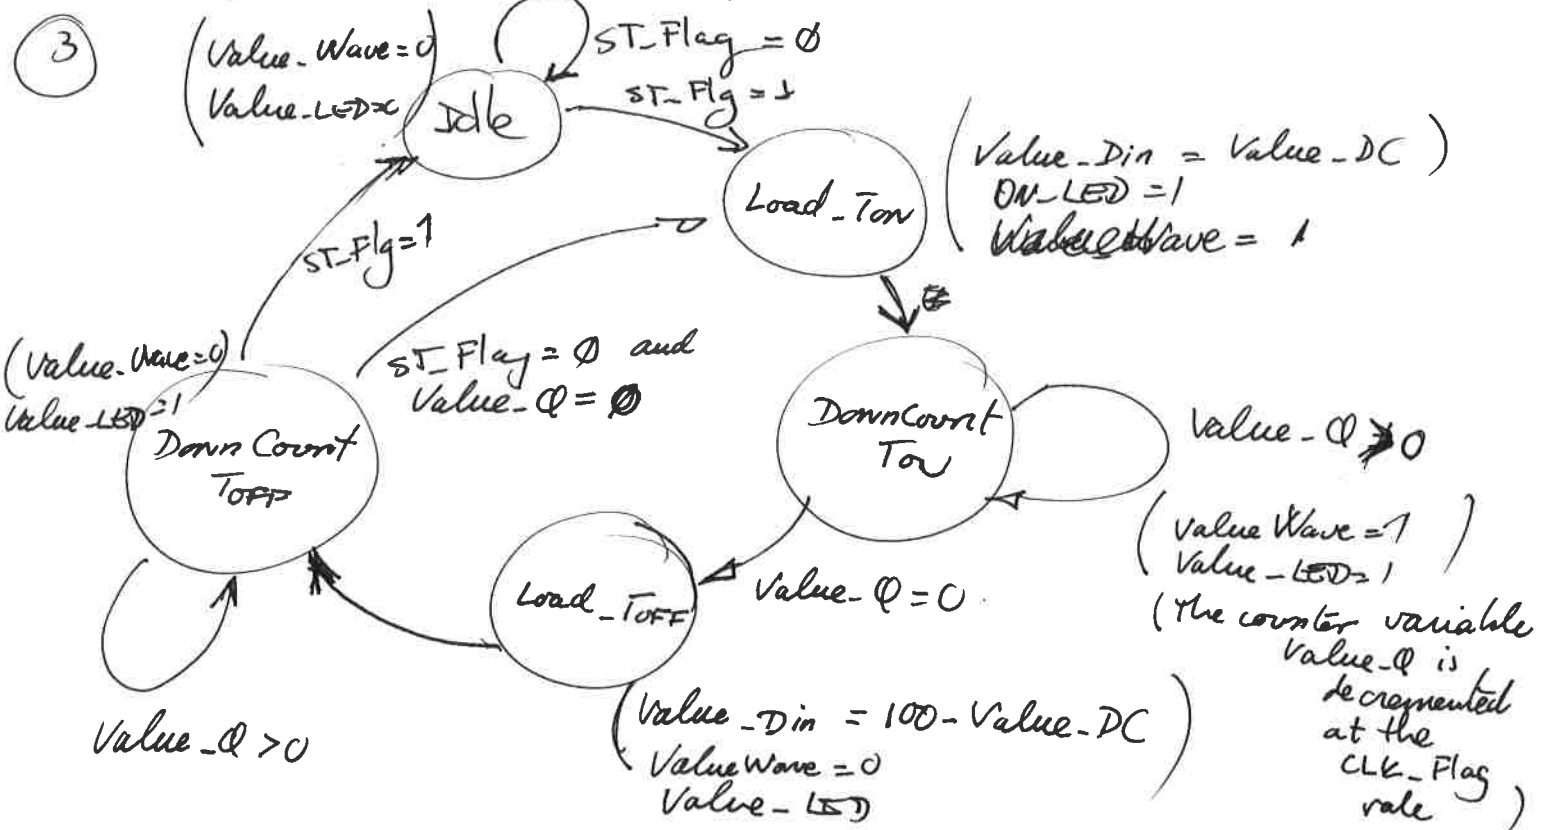 3
Value_Wave=0
Value_LED=0
Idle
ST_Flag = Ø
ST_Flg = 1
Load_TON
Value_Din = Value_DC
ON_LED = 1
Value Wave = 1
ST_Flg=1
ST_Flag = Ø and
Value_Q = Ø
(Value_Wave=0)
Value_LED=1
Down Count
TOFF
Value_Q >0
DownCount
TON
Value_Q > 0
(Value Wave = 1)
Value_LED=1
(The counter variable
Value_Q is
decremented
at the
CLK_Flag
rate)
Value_Q = 0
Load_TOFF
(Value_Din = 100-Value_DC)
ValueWave = 0
Value_LED